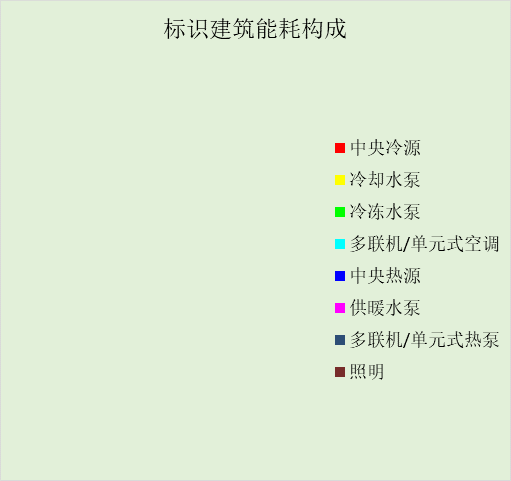 标识建筑能耗构成
中央冷源
冷却水泵
冷冻水泵
多联机/单元式空调
中央热源
供暖水泵
多联机/单元式热泵
照明